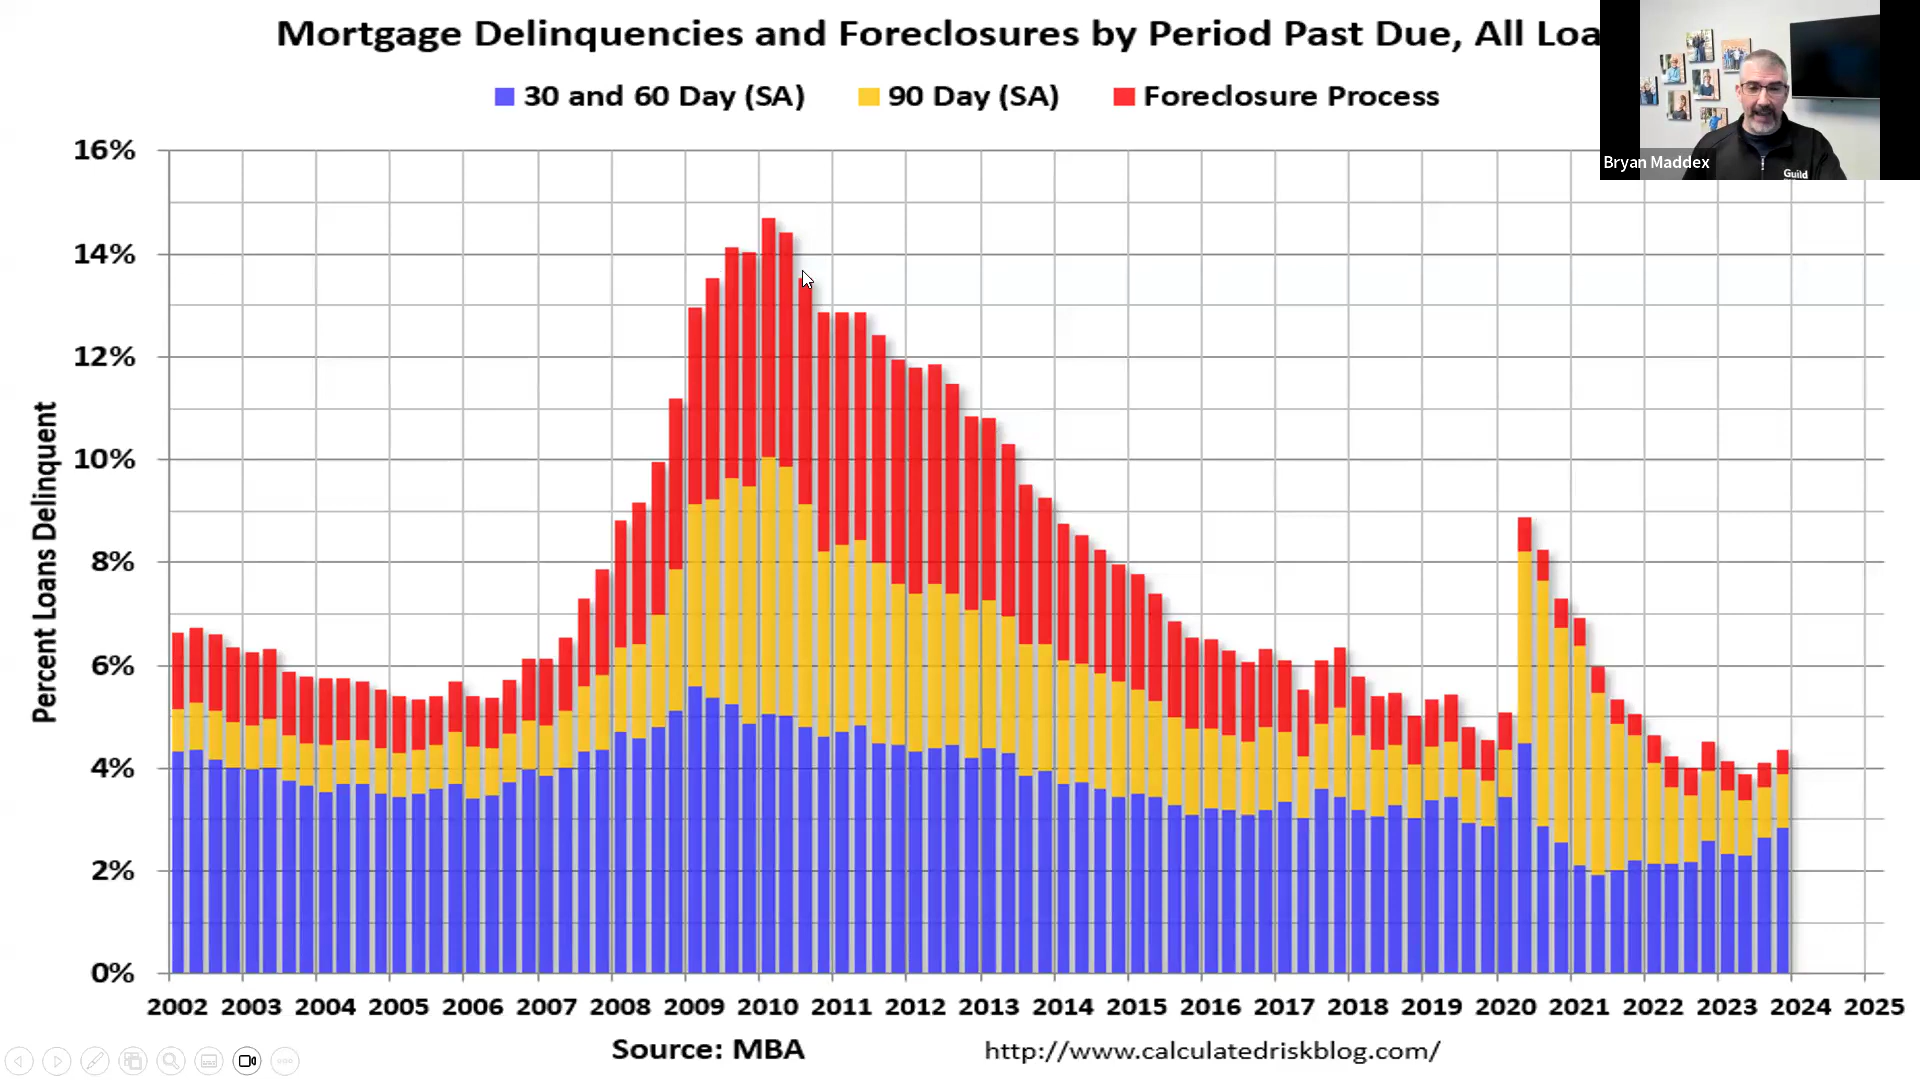 Mortgage Delinquencies and Foreclosures by Period Past Due, All Loa
30 and 60 Day (SA) 90 Day (SA) Foreclosure Process
Bryan Maddex
Guild
Percent Loans Delinquent
16%
14%
12%
10%
8%
6%
4%
2%
0%
2002 2003 2004 2005 2006 2007 2008 2009 2010 2011 2012 2013 2014 2015 2016 2017 2018 2019 2020 2021 2022 2023 2024 2025
Source: MBA http://www.calculatedriskblog.com/